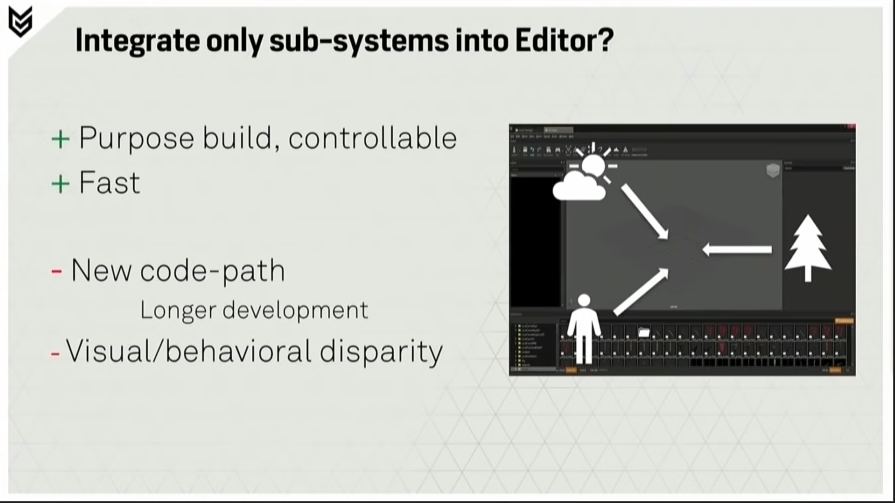 Integrate only sub-systems into Editor?
+ Purpose build, controllable
+ Fast
- New code-path
Longer development
- Visual/behavioral disparity